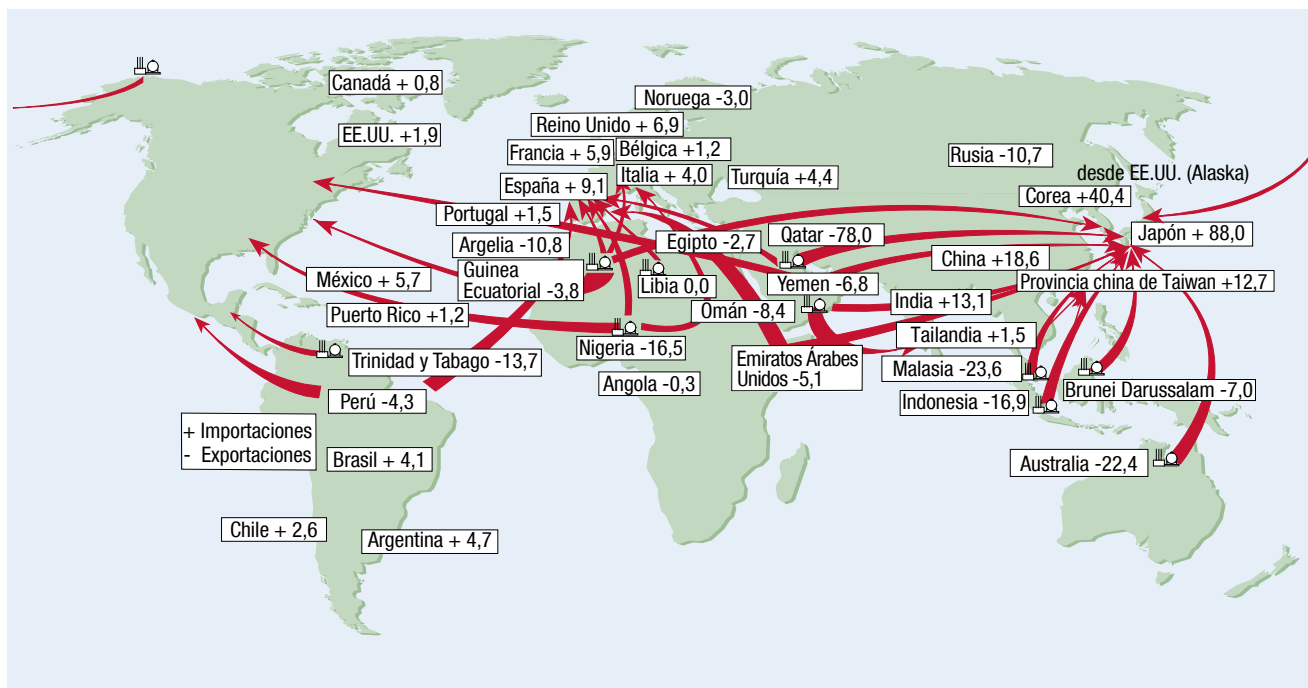 Canadá + 0,8
Noruega -3,0
Reino Unido + 6,9
EE.UU. +1,9
Francia + 5,9
Bélgica +1,2
Rusia -10,7
desde EE.UU. (Alaska)
España + 9,1
Italia + 4,0
Turquía +4,4
Corea +40,4
Portugal +1,5
Argelia -10,8
Egipto -2,7
Qatar -78,0
Japón + 88,0
China +18,6
México + 5,7
Guinea
Ecuatorial -3,8
Libia 0,0
Yemen -6,8
Provincia china de Taiwan +12,7
Puerto Rico +1,2
Omán -8,4
India +13,1
Trinidad y Tabago -13,7
Nigeria -16,5
Emiratos Árabes
Unidos -5,1
Tailandia +1,5
Malasia -23,6
Angola -0,3
Perú -4,3
Indonesia -16,9
Brunei Darussalam -7,0
+ Importaciones
- Exportaciones
Brasil + 4,1
Australia -22,4
Chile + 2,6
Argentina + 4,7